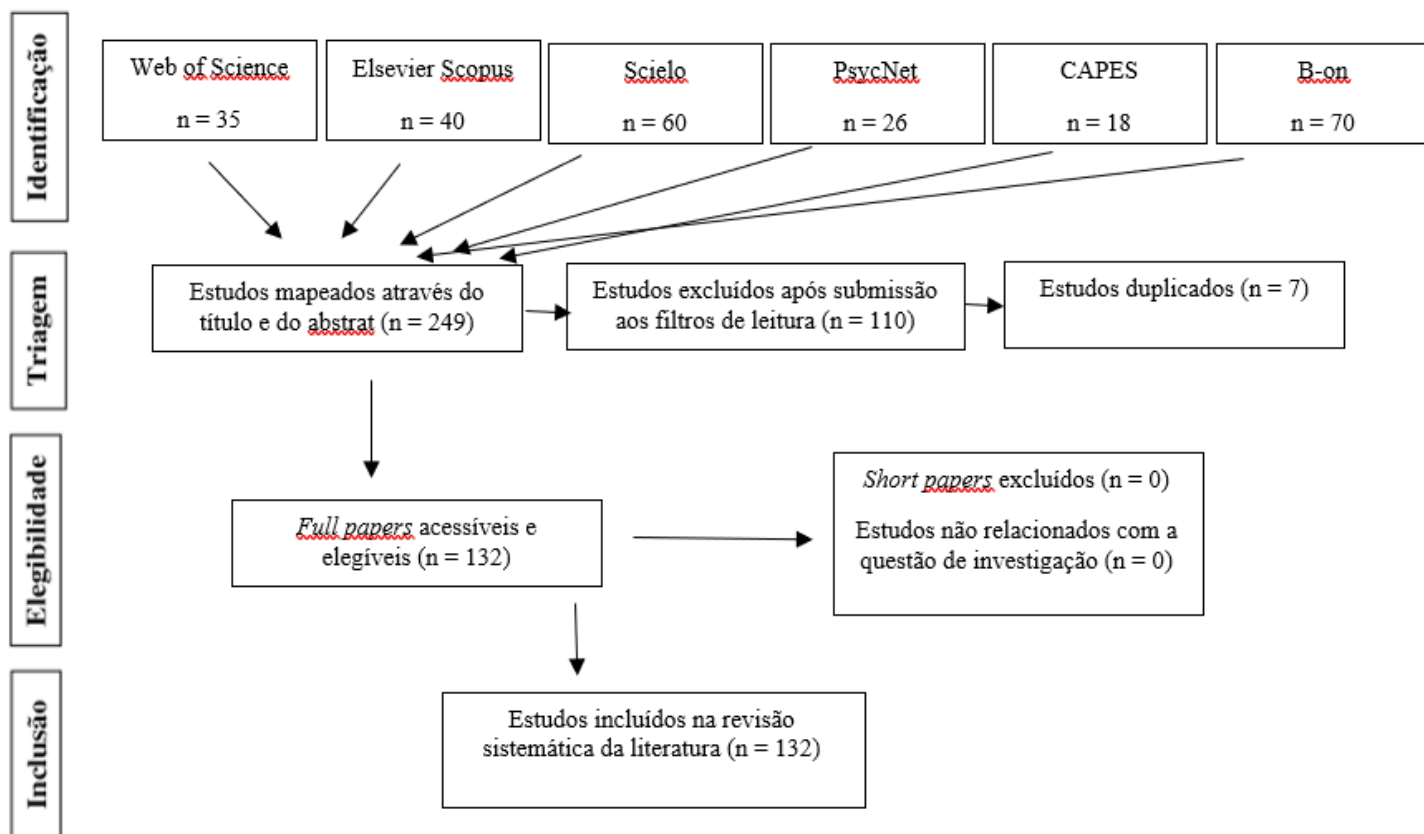 Identificação
Web of Science
n = 35
Elsevier Scopus
n = 40
Scielo
n = 60
PsycNet
n = 26
CAPES
n = 18
B-on
n = 70
Triagem
Estudos mapeados através do
título e do abstrat (n = 249)
Estudos excluídos após submissão
aos filtros de leitura (n = 110)
Estudos duplicados (n = 7)
Elegibilidade
Full papers acessíveis e
elegíveis (n = 132)
Short papers excluídos (n = 0)
Estudos não relacionados com a
questão de investigação (n = 0)
Inclusão
Estudos incluídos na revisão
sistemática da literatura (n = 132)